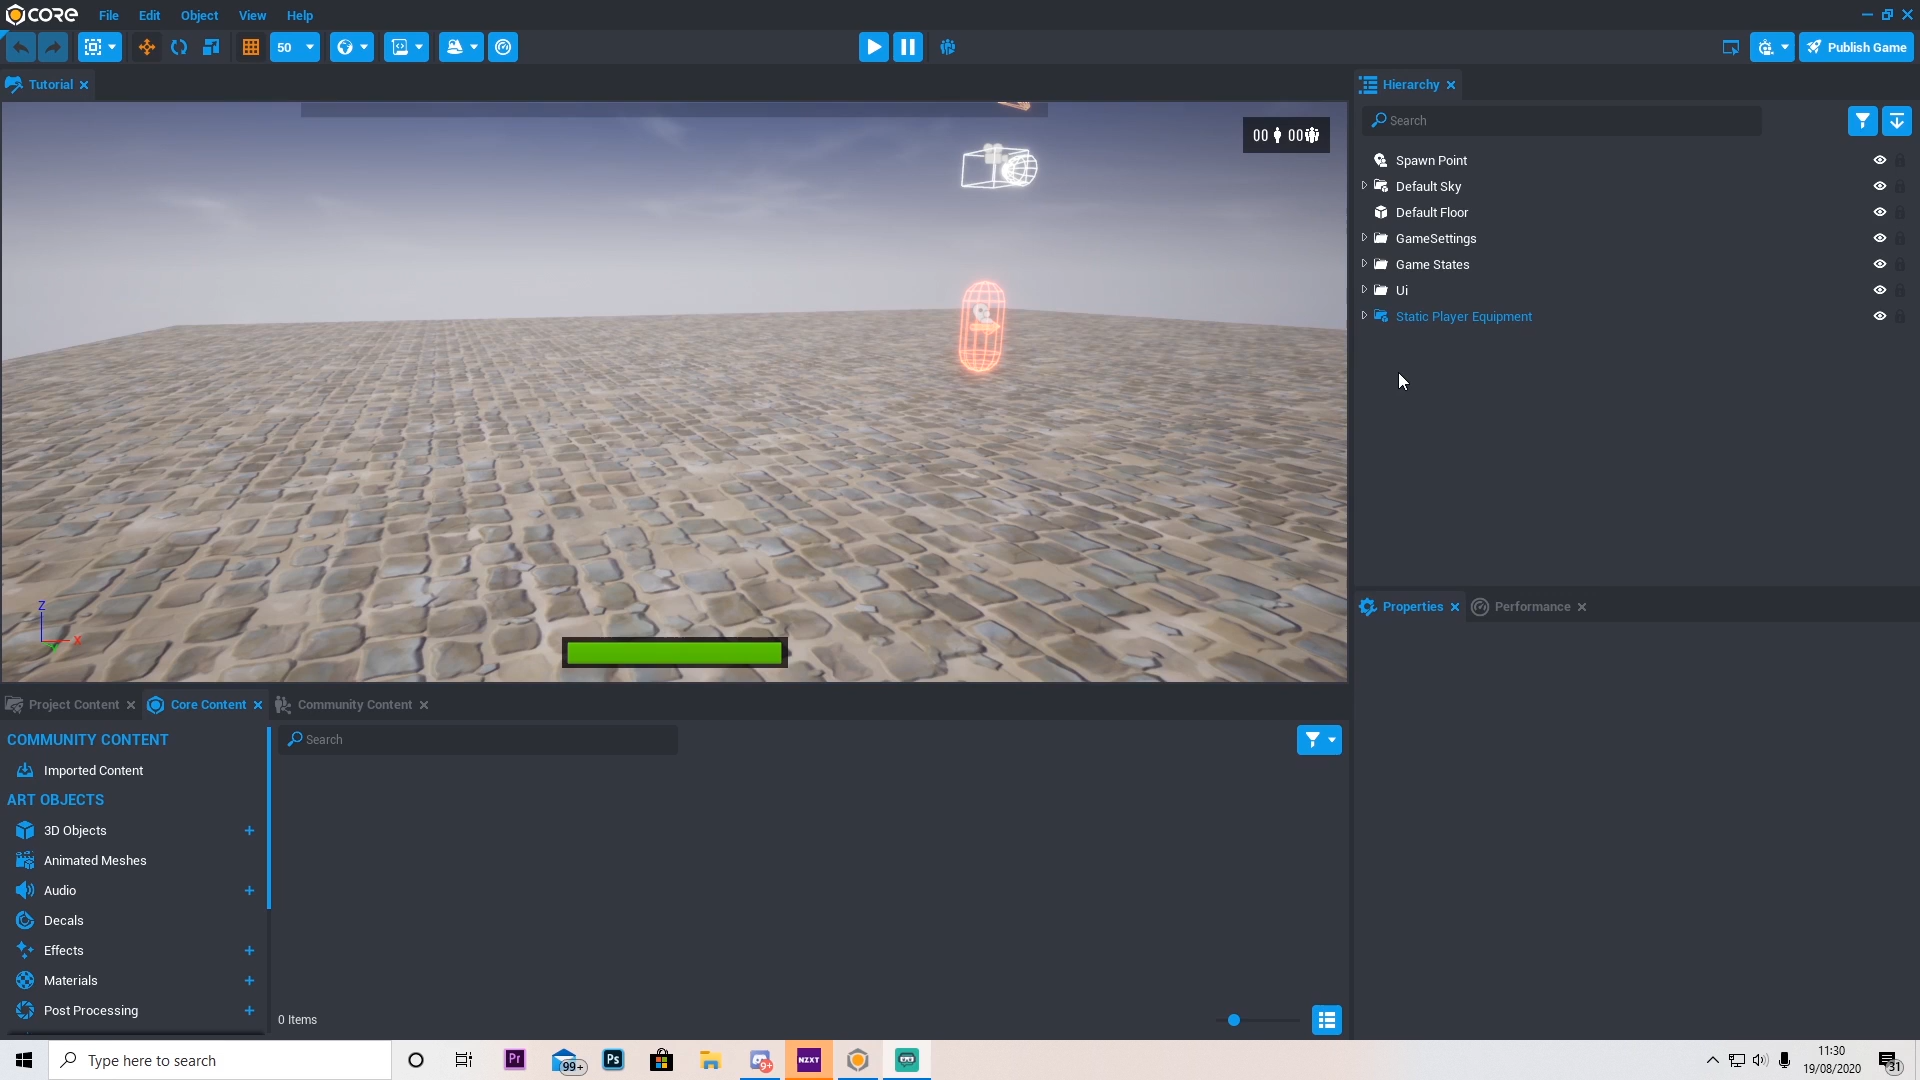 CORE File Edit Object View Help
50 Publish Game
Tutorial
Hierarchy
Search
00 00
Spawn Point
Default Sky
Default Floor
GameSettings
Game States
Ui
Static Player Equipment
Z
X
Properties Performance
Project Content Core Content Community Content
COMMUNITY CONTENT
Search
Imported Content
ART OBJECTS
3D Objects
Animated Meshes
Audio
Decals
Effects
Materials
Post Processing
0 Items
Type here to search
Pr
99+
Ps
9+
NZXT
11:30
19/08/2020
31